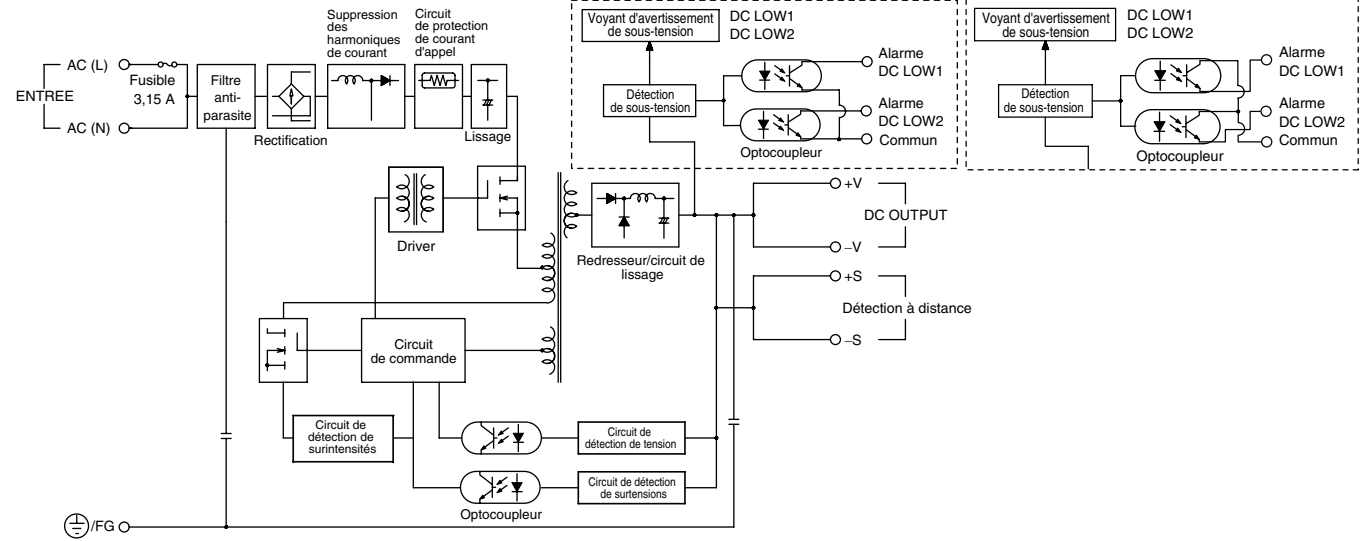 Suppression
des
harmoniques
de courant
Circuit
de protection
de courant
d'appel
Voyant d'avertissement
de sous-tension
DC LOW1
DC LOW2
Voyant d'avertissement
de sous-tension
DC LOW1
DC LOW2
ENTREE
AC (L)
AC (N)
Fusible
3,15 A
Filtre
anti-
parasite
Rectification
Lissage
Détection
de sous-tension
Alarme
DC LOW1
Alarme
DC LOW2
Commun
Optocoupleur
Détection
de sous-tension
Alarme
DC LOW1
Alarme
DC LOW2
Commun
Optocoupleur
Driver
Redresseur/circuit de
lissage
+V
DC OUTPUT
–V
+S
Détection à distance
–S
Circuit
de commande
Circuit de
détection de
surintensités
Circuit de
détection de tension
Circuit de détection
de surtensions
Optocoupleur
/FG